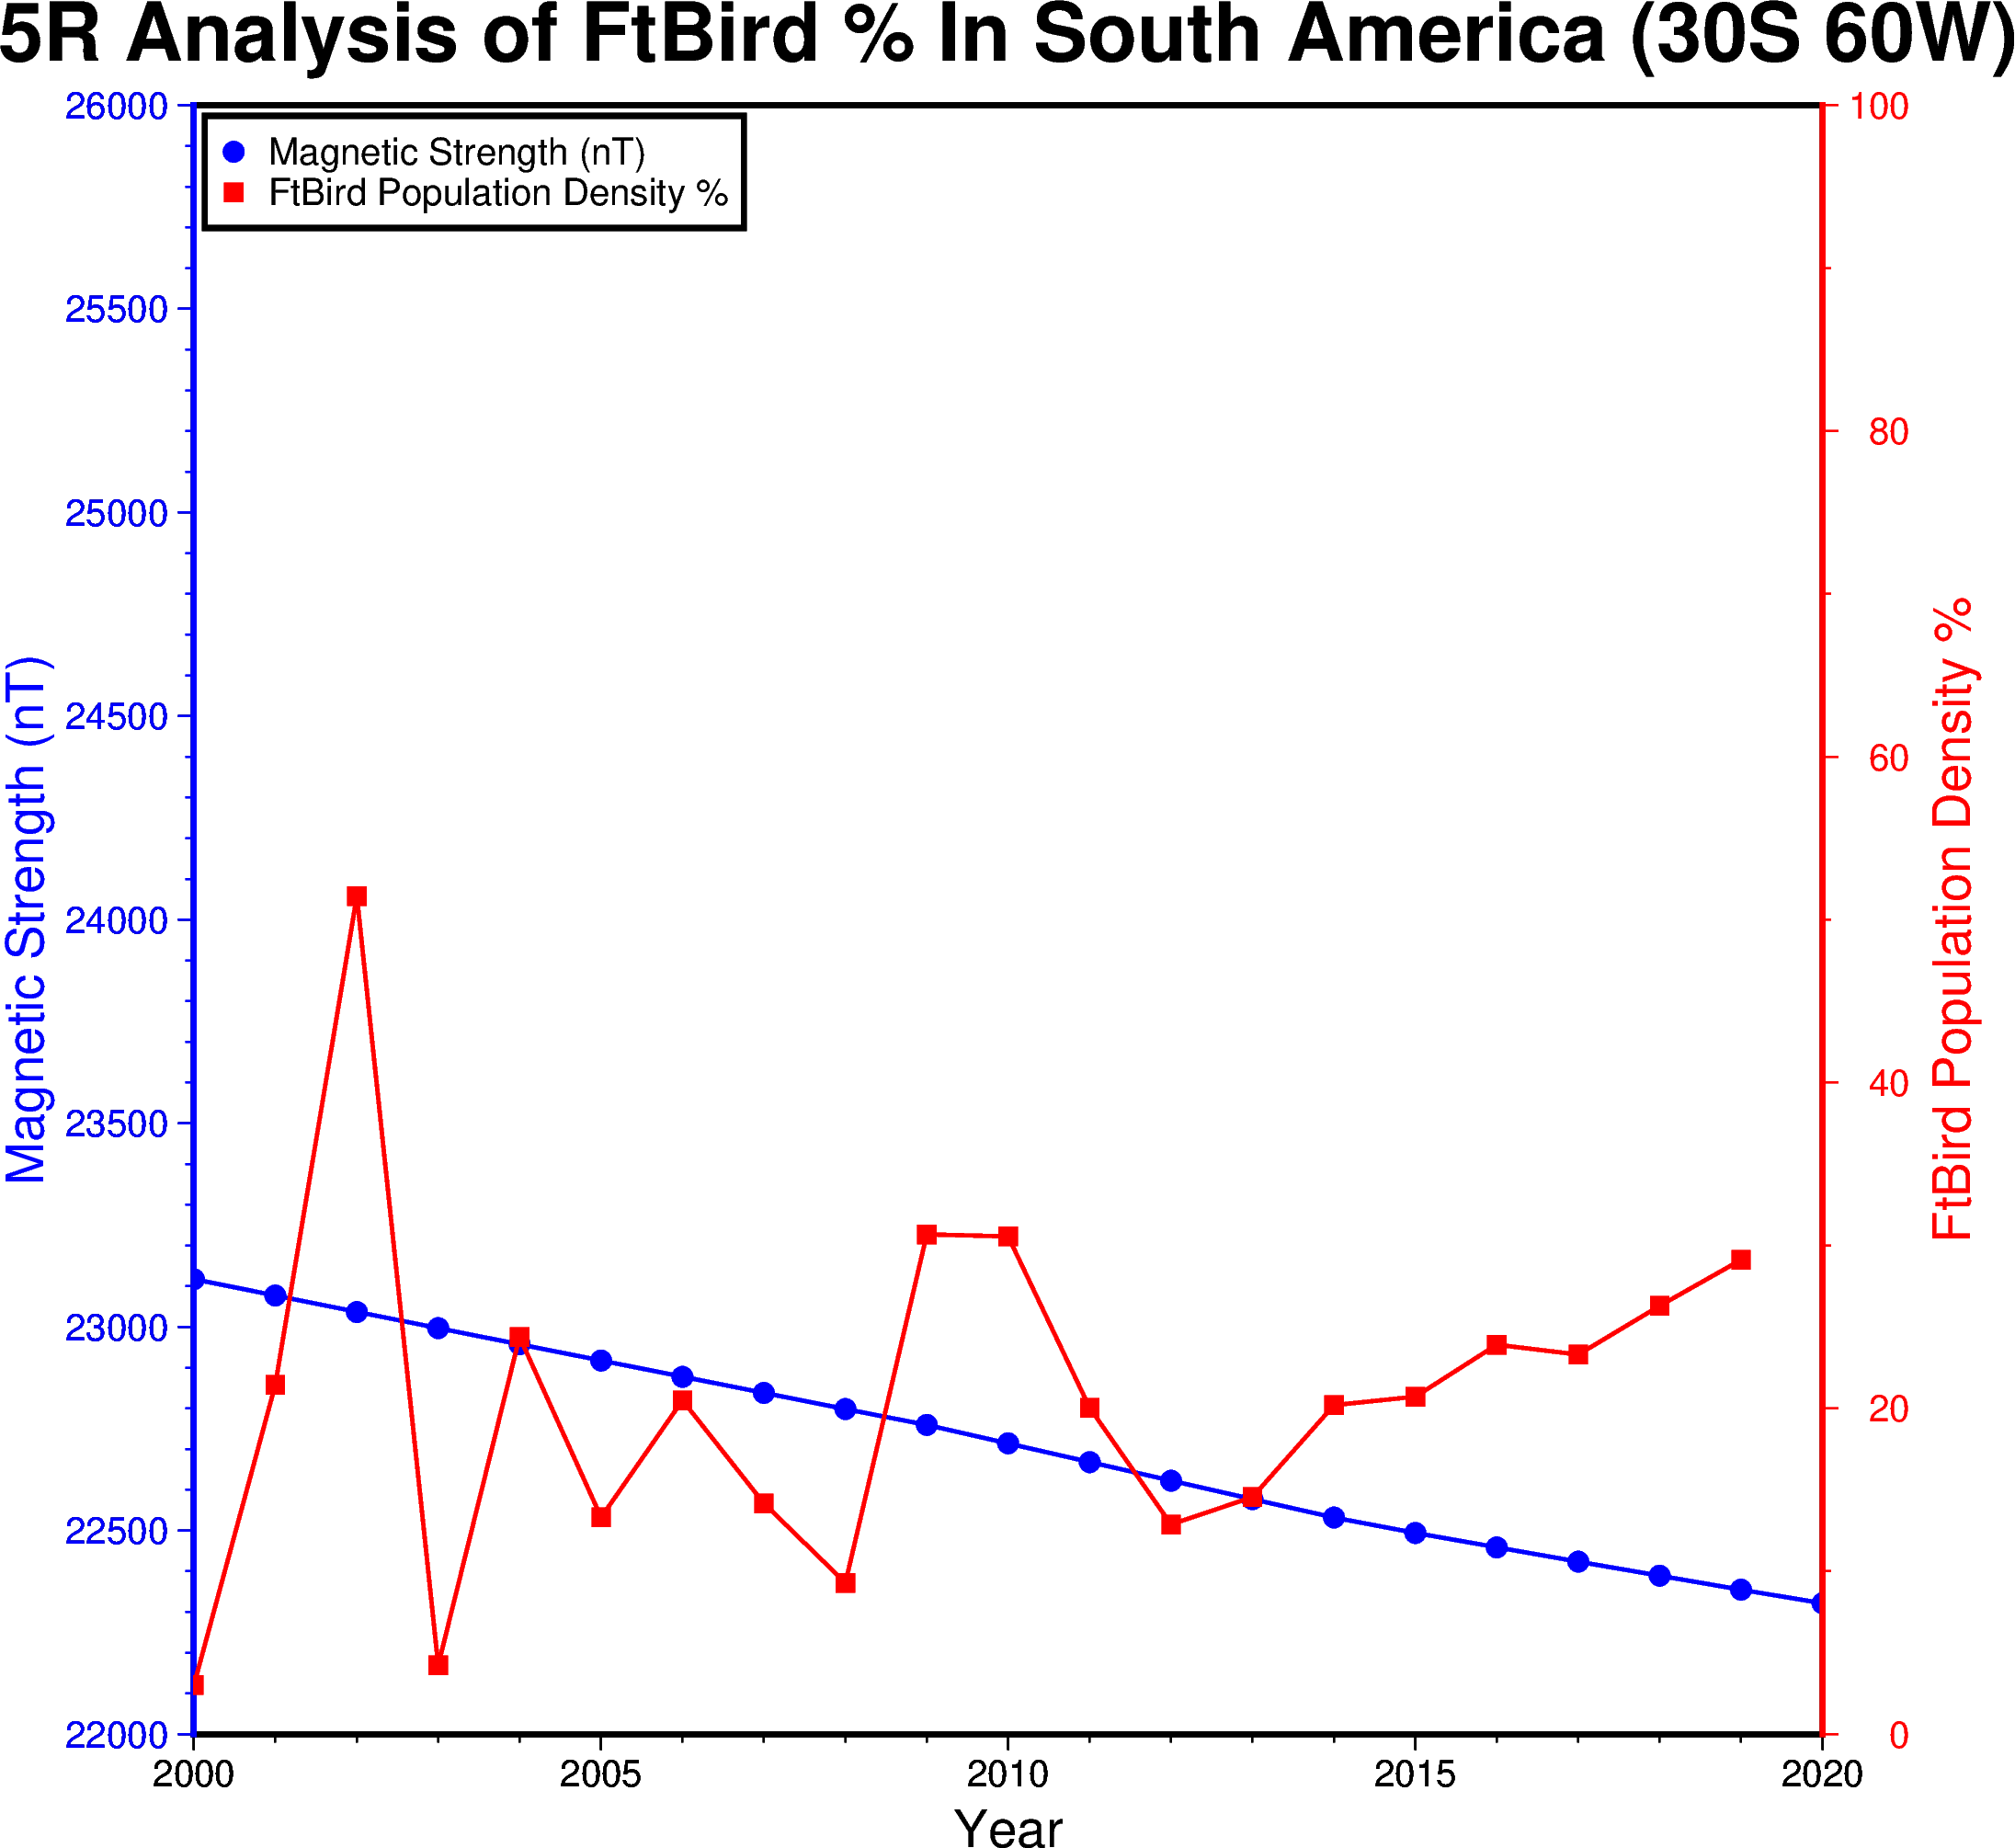 5R Analysis of FtBird % In South America (30S 60W)
Magnetic Strength (nT)
FtBird Population Density %
26000
25500
25000
24500
24000
23500
23000
22500
22000
Magnetic Strength (nT)
100
80
60
40
20
0
FtBird Population Density %
2000 2005 2010 2015 2020
Year